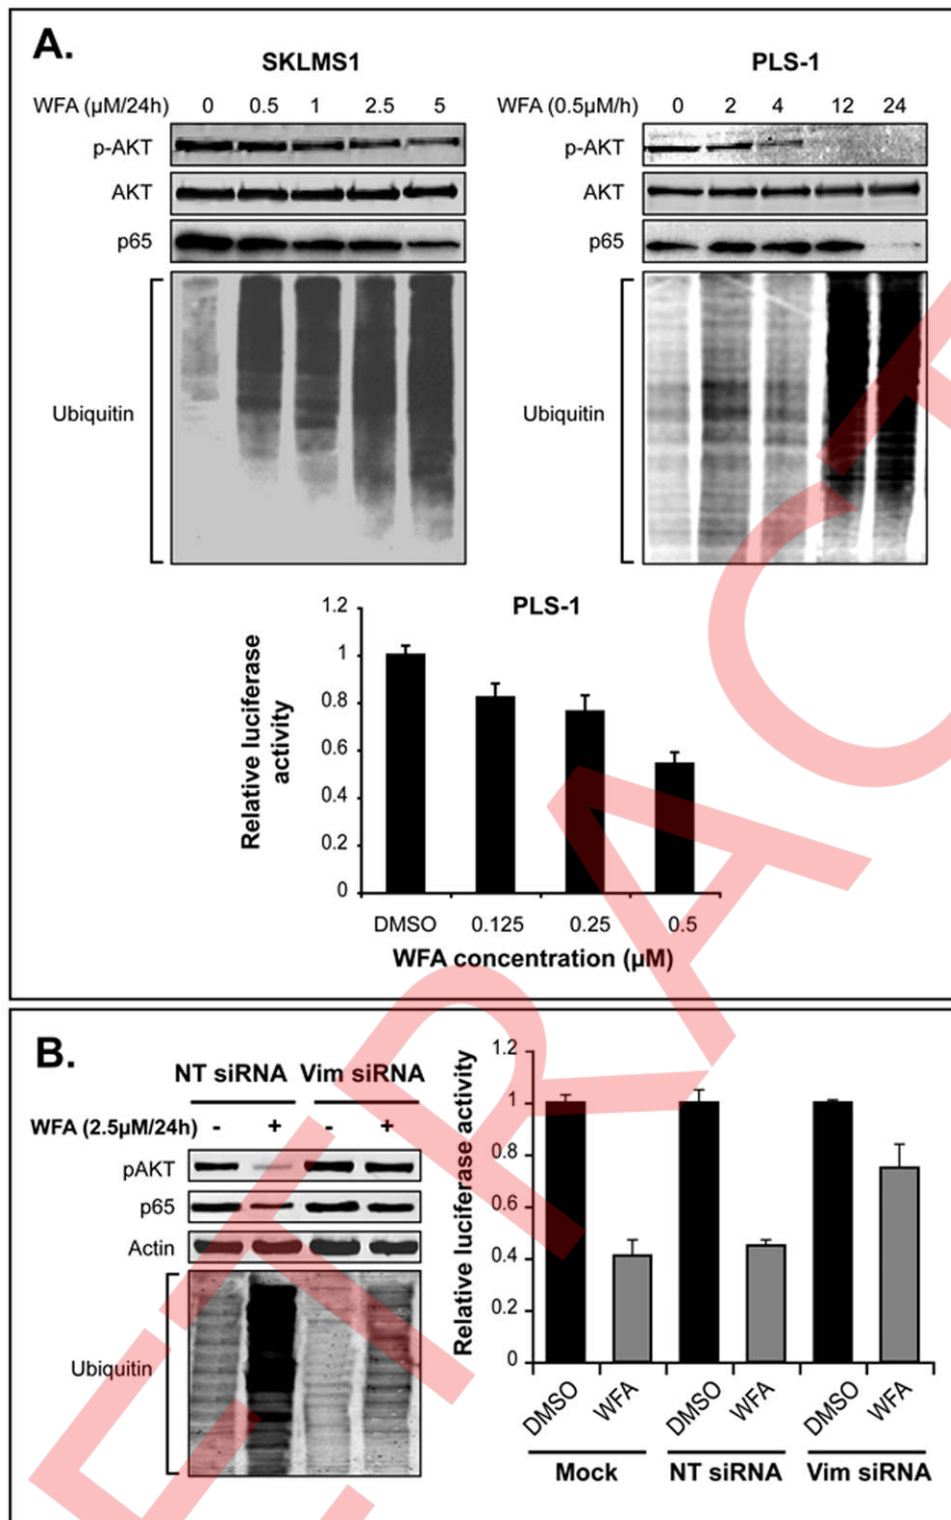 A.
SKLMS1 PLS-1
WFA (µM/24h) 0 0.5 1 2.5 5 WFA (0.5µM/h) 0 2 4 12 24
p-AKT p-AKT
AKT AKT
p65 p65
Ubiquitin Ubiquitin
PLS-1
1.2
1
0.8
0.6
0.4
0.2
0
Relative luciferase
activity
DMSO 0.125 0.25 0.5
WFA concentration (µM)
B.
NT siRNA Vim siRNA
WFA (2.5µM/24h) - + - +
pAKT
p65
Actin
Ubiquitin
1.2
1
0.8
0.6
0.4
0.2
0
Relative luciferase activity
DMSO WFA DMSO WFA DMSO WFA
Mock NT siRNA Vim siRNA
ETRACT